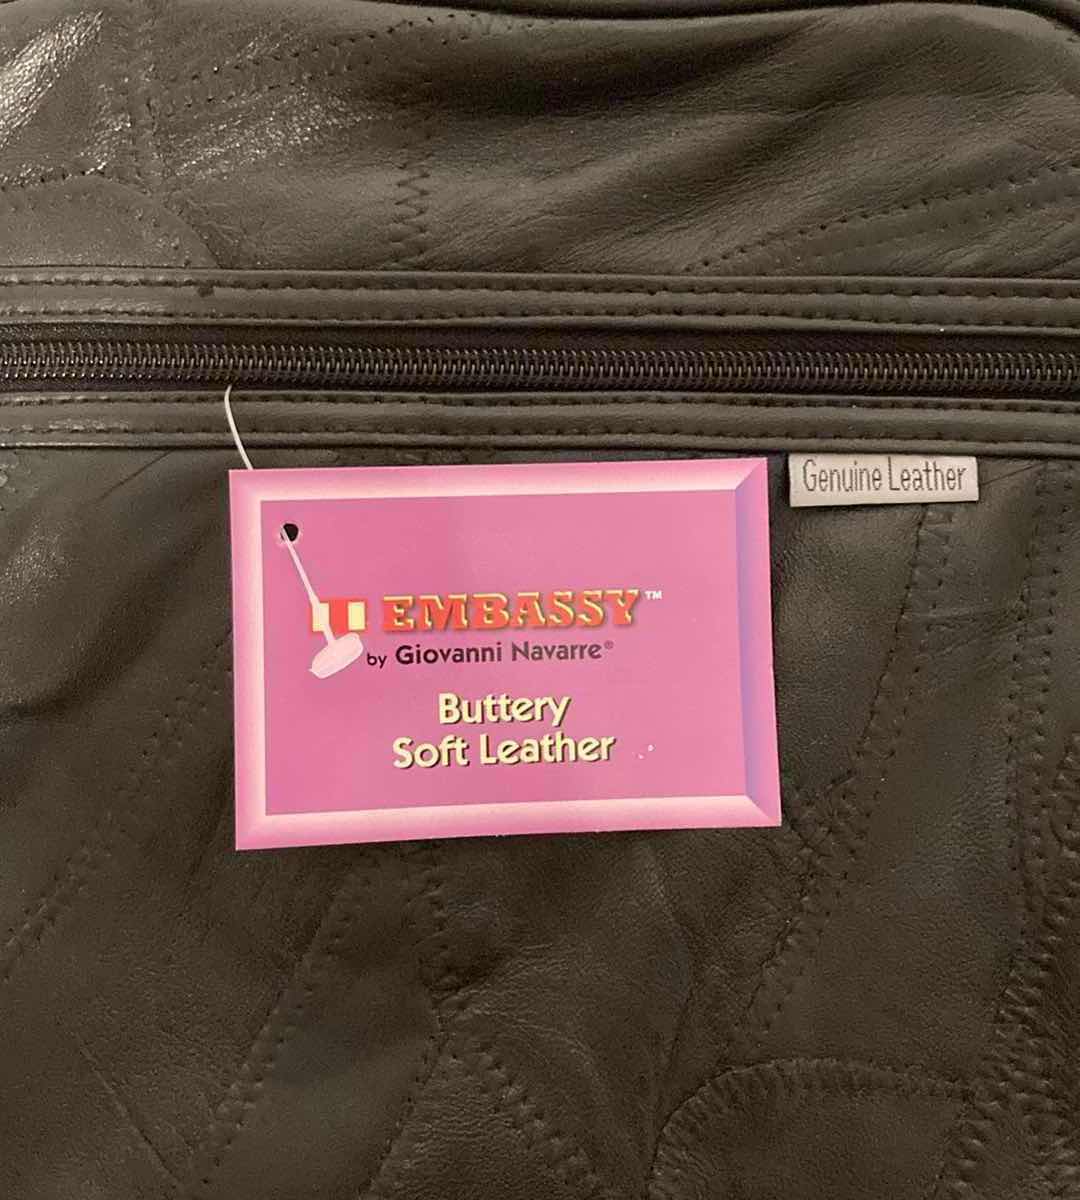 Genuine Leather
EMBASSY™
by Giovanni Navarre®
Buttery
Soft Leather